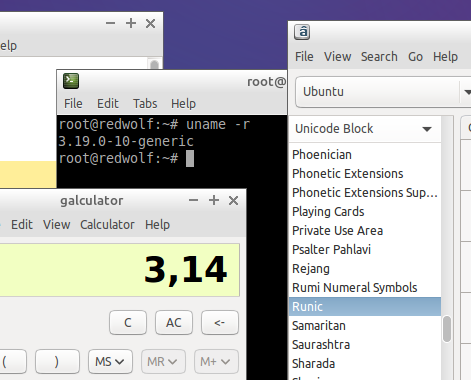 elp
root@
File Edit Tabs Help
root@redwolf:~# uname -r
3.19.0-10-generic
root@redwolf:~#
galculator
Edit View Calculator Help
3,14
C AC <-
( ) MS MR M+
â
File View Search Go Help
Ubuntu
Unicode Block
Phoenician
Phonetic Extensions
Phonetic Extensions Sup...
Playing Cards
Private Use Area
Psalter Pahlavi
Rejang
Rumi Numeral Symbols
Runic
Samaritan
Saurashtra
Sharada